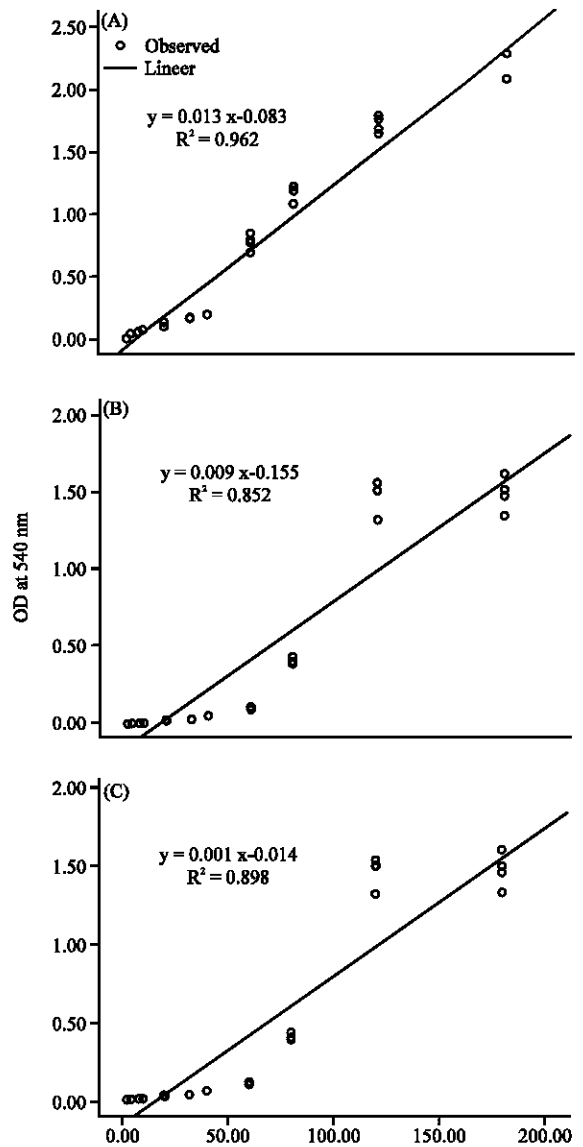 (A)
Observed
Lineer
y = 0.013 x-0.083
R² = 0.962
2.50
2.00
1.50
1.00
0.50
0.00
(B)
y = 0.009 x-0.155
R² = 0.852
2.00
1.50
1.00
0.50
0.00
OD at 540 nm
(C)
y = 0.001 x-0.014
R² = 0.898
2.00
1.50
1.00
0.50
0.00
0.00 50.00 100.00 150.00 200.00